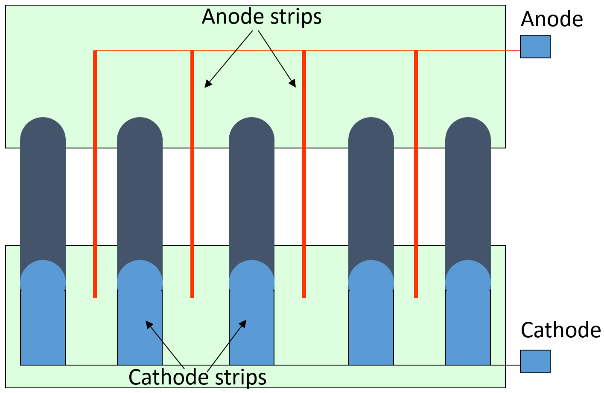 Anode strips
Anode
Cathode
Cathode strips